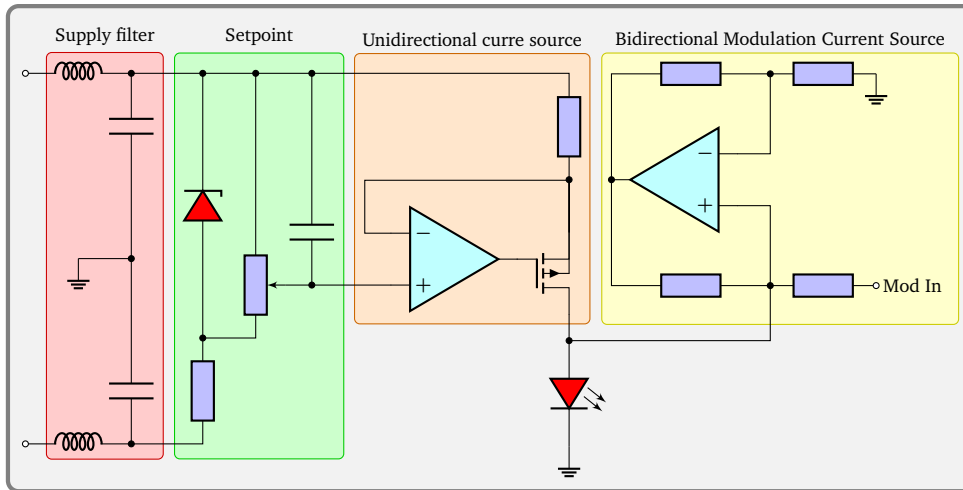 Supply filter
Setpoint
Unidirectional curre source
Bidirectional Modulation Current Source
−
+
−
+
Mod In